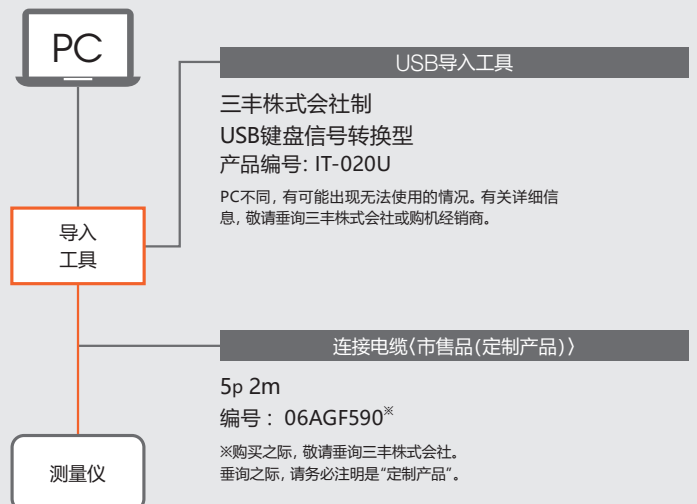 PC
USB导入工具
三丰株式会社制
USB键盘信号转换型
产品编号: IT-020U
PC不同, 有可能出现无法使用的情况。有关详细信
息, 敬请垂询三丰株式会社或购机经销商。
导入
工具
连接电缆〈市售品(定制产品)〉
5p 2m
编号 : 06AGF590※
※购买之际, 敬请垂询三丰株式会社。
垂询之际, 请务必注明是“定制产品”。
测量仪